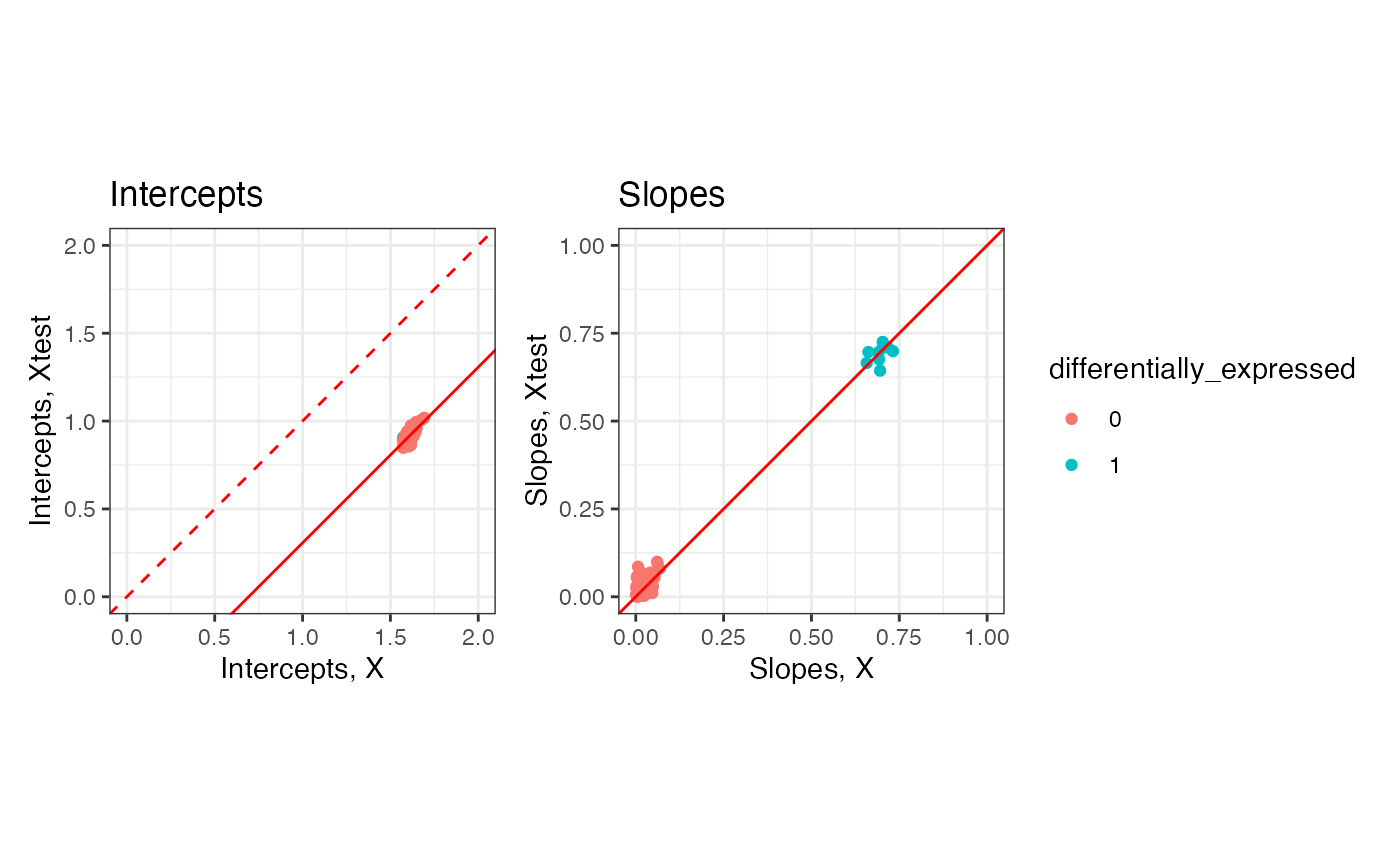 Intercepts
Intercepts, Xtest
2.0
1.5
1.0
0.5
0.0
0.0 0.5 1.0 1.5 2.0
Intercepts, X
Slopes
Slopes, Xtest
1.00
0.75
0.50
0.25
0.00
0.00 0.25 0.50 0.75 1.00
Slopes, X
differentially_expressed
0
1